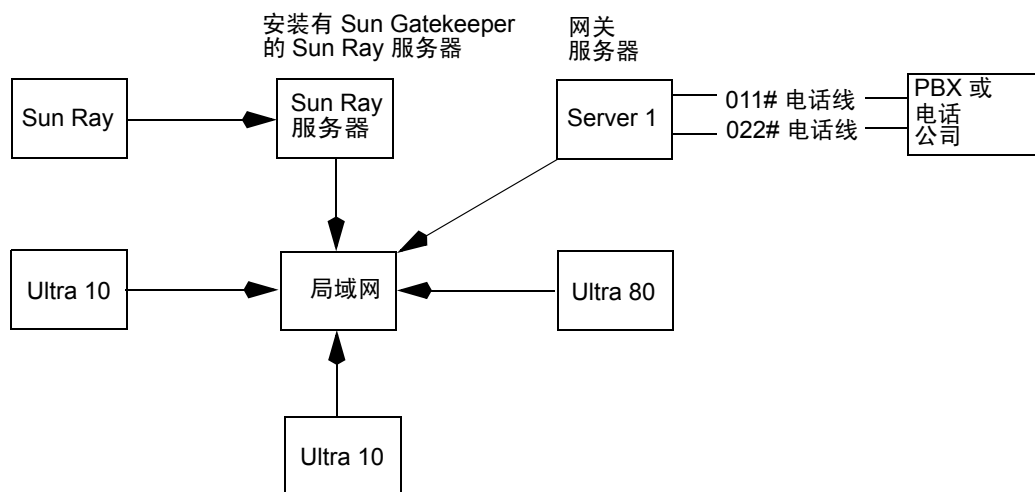 安装有 Sun Gatekeeper
的 Sun Ray 服务器
网关
服务器
Sun Ray
Sun Ray
服务器
Server 1
011# 电话线
022# 电话线
PBX 或
电话
公司
Ultra 10
局域网
Ultra 80
Ultra 10